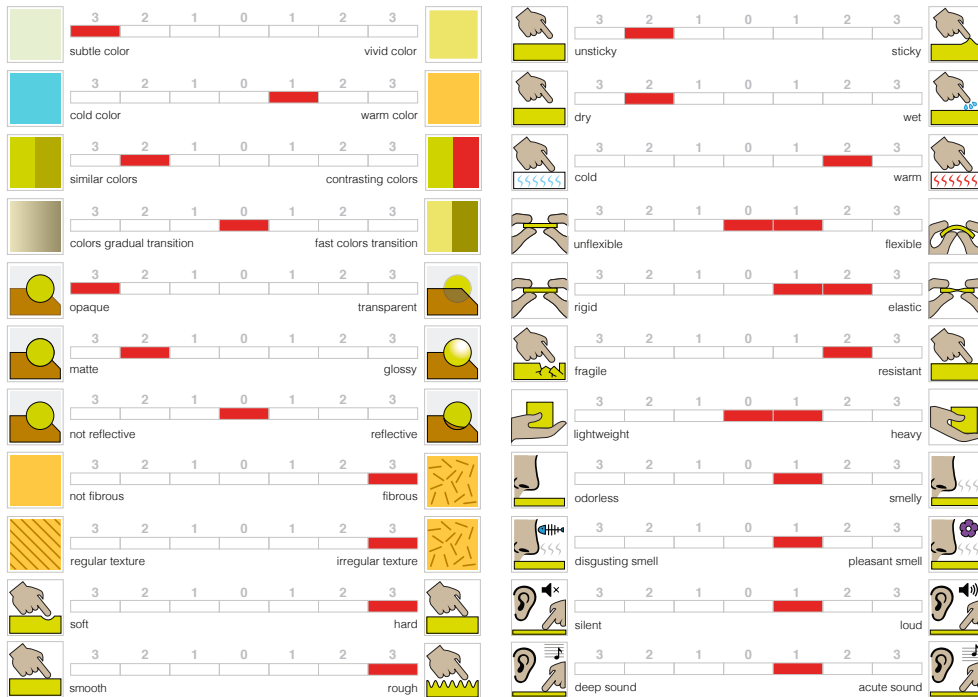 3 2 1 0 1 2 3
subtle color vivid color
3 2 1 0 1 2 3
cold color warm color
3 2 1 0 1 2 3
similar colors contrasting colors
3 2 1 0 1 2 3
colors gradual transition fast colors transition
3 2 1 0 1 2 3
opaque transparent
3 2 1 0 1 2 3
matte glossy
3 2 1 0 1 2 3
not reflective reflective
3 2 1 0 1 2 3
not fibrous fibrous
3 2 1 0 1 2 3
regular texture irregular texture
3 2 1 0 1 2 3
soft hard
3 2 1 0 1 2 3
smooth rough
3 2 1 0 1 2 3
unsticky sticky
3 2 1 0 1 2 3
dry wet
3 2 1 0 1 2 3
cold warm
3 2 1 0 1 2 3
unflexible flexible
3 2 1 0 1 2 3
rigid elastic
3 2 1 0 1 2 3
fragile resistant
3 2 1 0 1 2 3
lightweight heavy
3 2 1 0 1 2 3
odorless smelly
3 2 1 0 1 2 3
disgusting smell pleasant smell
3 2 1 0 1 2 3
silent loud
3 2 1 0 1 2 3
deep sound acute sound